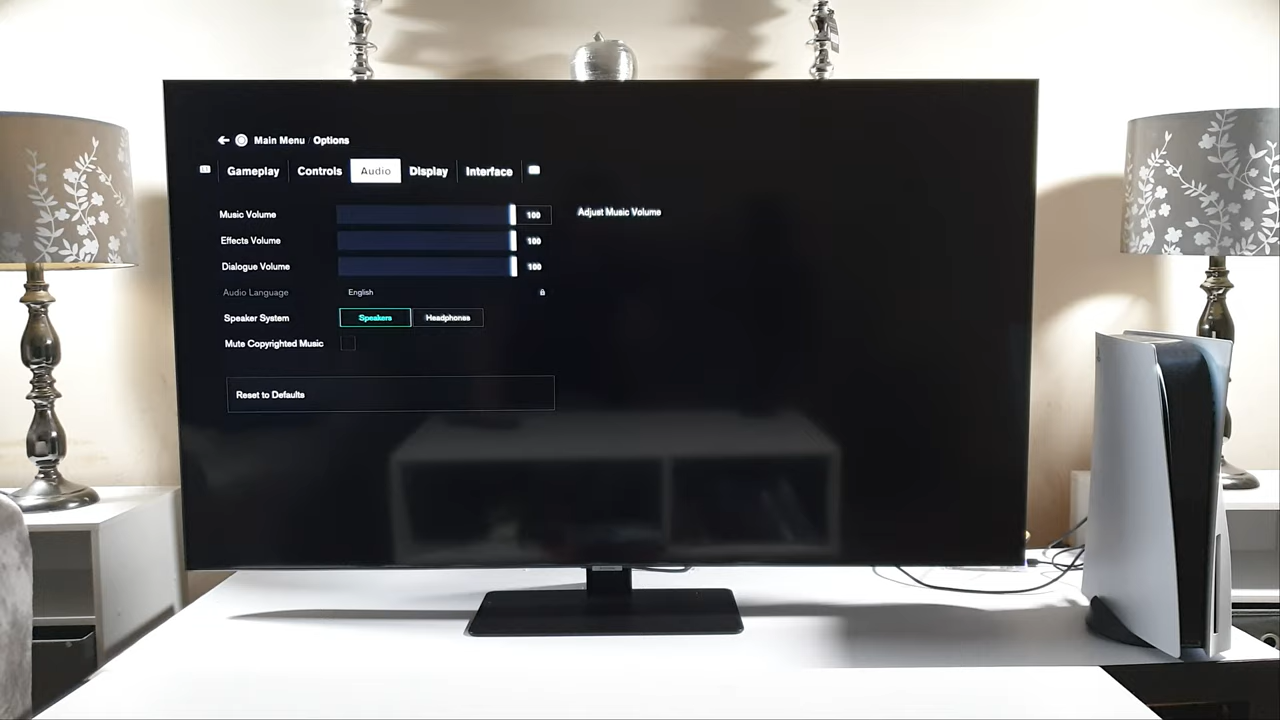 Main Menu / Options
L1 Gameplay Controls Audio Display Interface
Music Volume 100 Adjust Music Volume
Effects Volume 100
Dialogue Volume 100
Audio Language English
Speaker System Speakers Headphones
Mute Copyrighted Music
Reset to Defaults